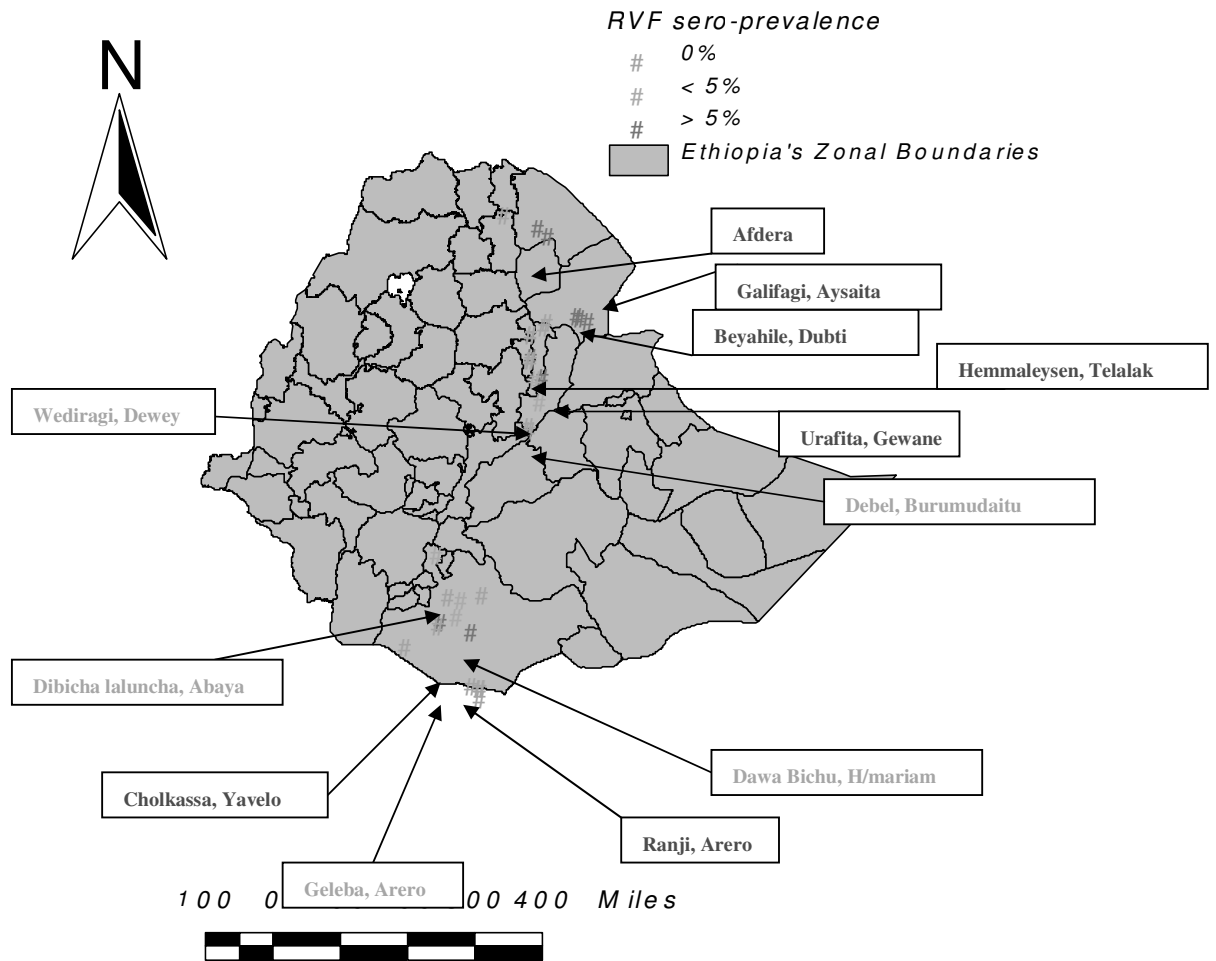 RVF sero-prevalence
N
# 0%
# < 5%
# > 5%
Ethiopia's Zonal Boundaries
Afdera
Galifagi, Aysaita
Beyahile, Dubti
Hemmaleysen, Telalak
Wediragi, Dewey
Urafita, Gewane
Debel, Burumudaitu
Dibicha laluncha, Abaya
Dawa Bichu, H/mariam
Cholkassa, Yavelo
Ranji, Arero
Geleba, Arero
100 0 400 Miles